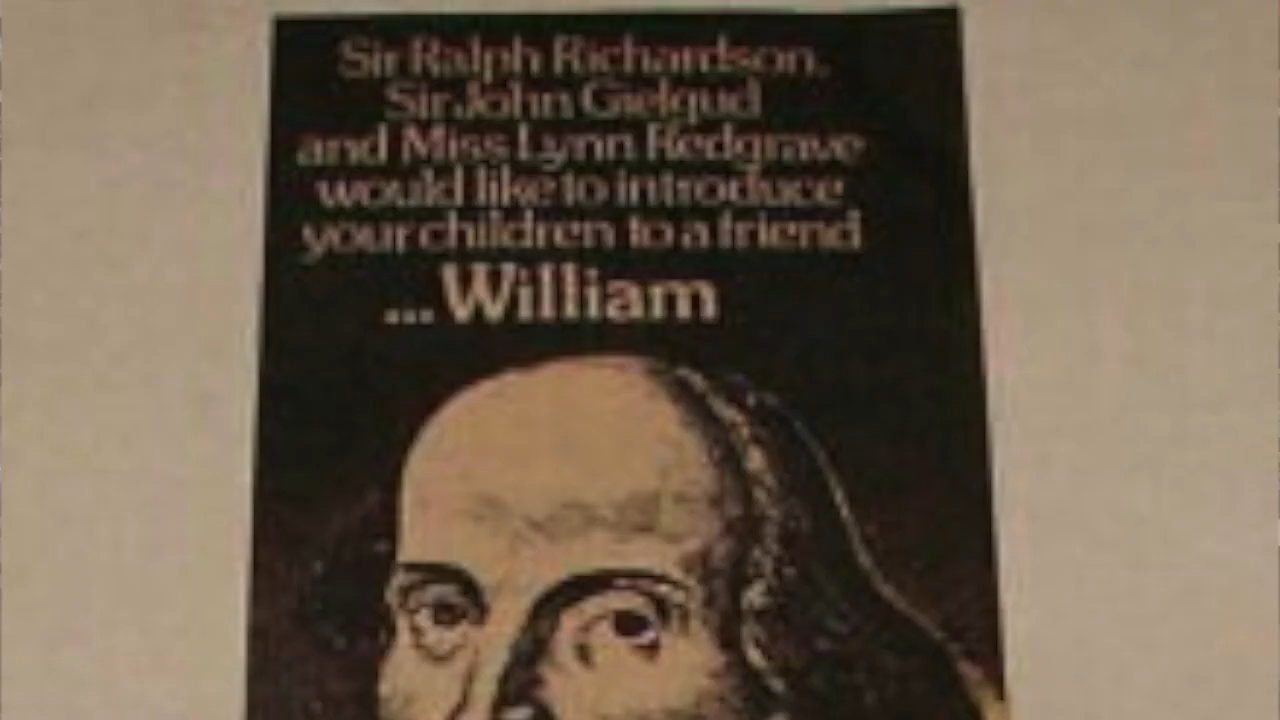 Sir Ralph Richardson,
Sir John Gielgud
and Miss Lynn Redgrave
would like to introduce
your children to a friend
...William